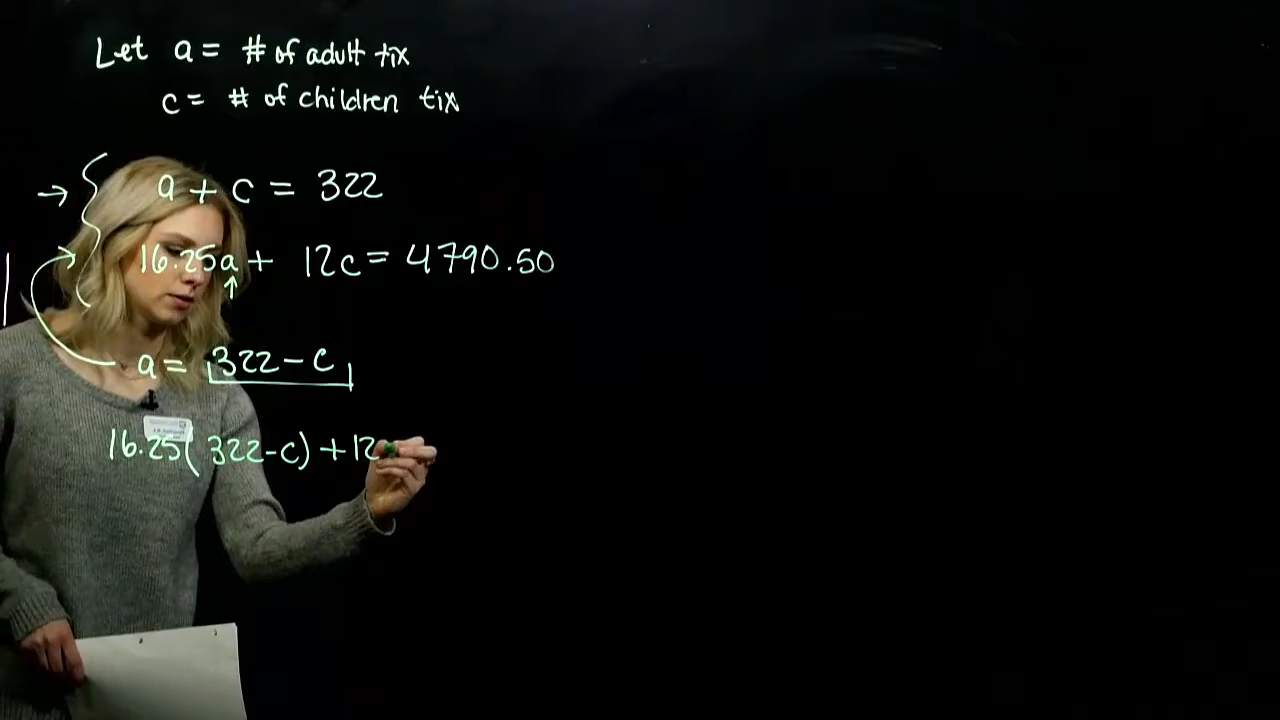 Let a = # of adult tix
c = # of children tix
a + c = 322
16.25a + 12c = 4790.50
a = 322 - c
16.25(322-c) + 12